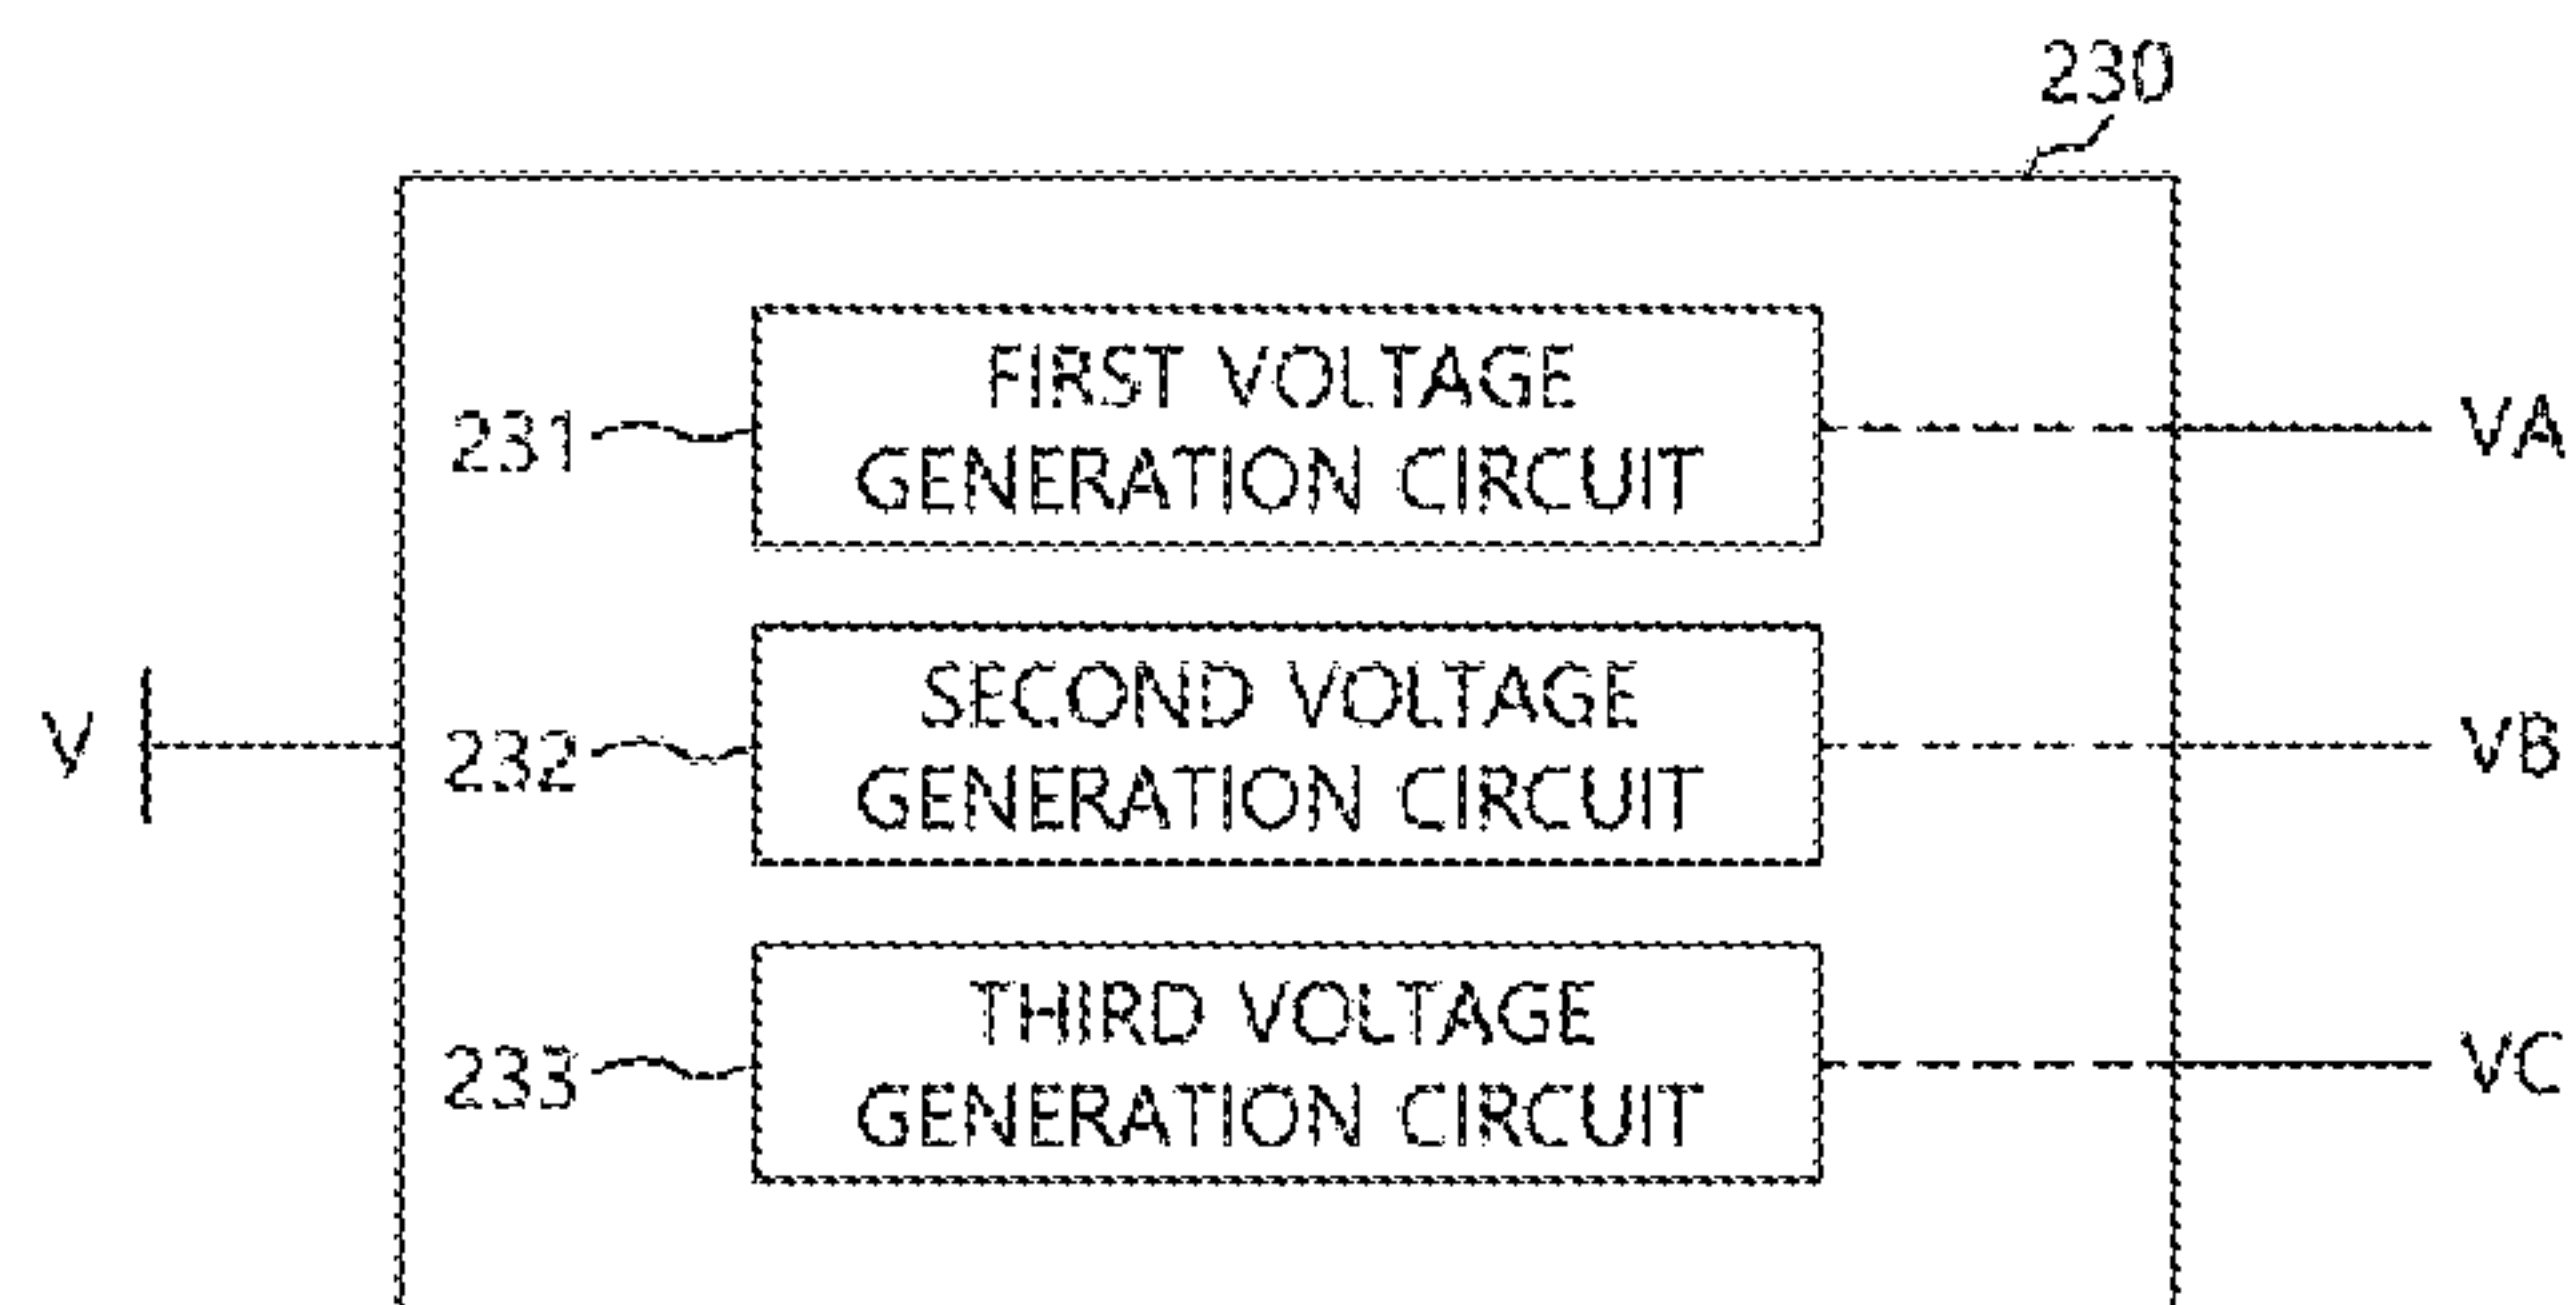 230
FIRST VOLTAGE
GENERATION CIRCUIT
231
VA
SECOND VOLTAGE
GENERATION CIRCUIT
232
V
VB
THIRD VOLTAGE
GENERATION CIRCUIT
233
VC